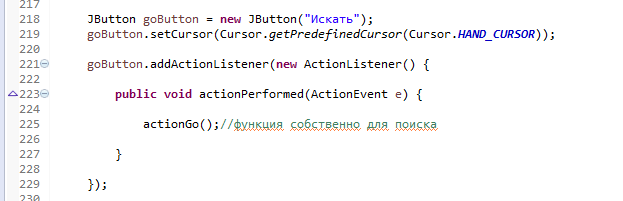 217
218 JButton goButton = new JButton("Искать");
219 goButton.setCursor(Cursor.getPredefinedCursor(Cursor.HAND_CURSOR));
220
221 goButton.addActionListener(new ActionListener() {
222
223 public void actionPerformed(ActionEvent e) {
224
225 actionGo();//функция собственно для поиска
226
227 }
228
229 });
230